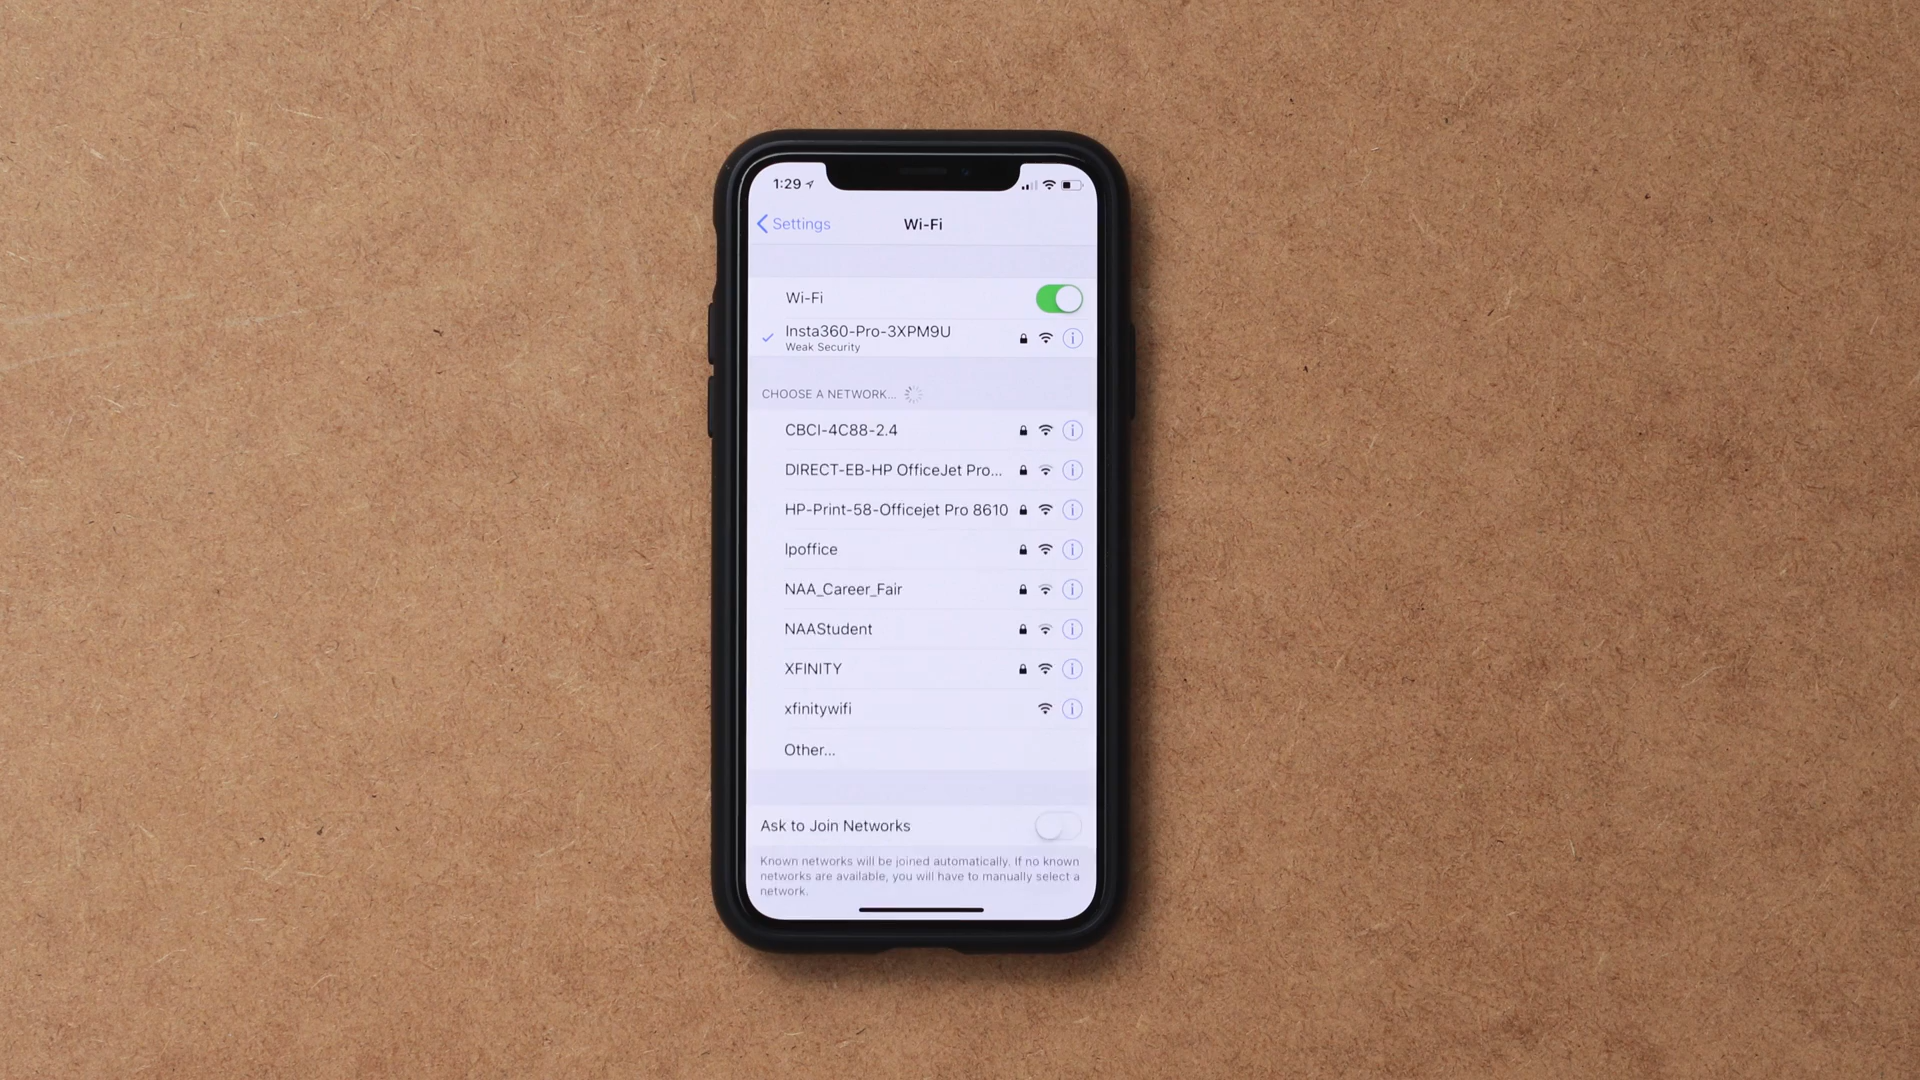 1:29
Settings
Wi-Fi
Wi-Fi
Insta360-Pro-3XPM9U
Weak Security
CHOOSE A NETWORK...
CBCI-4C88-2.4
DIRECT-EB-HP OfficeJet Pro...
HP-Print-58-Officejet Pro 8610
lpoffice
NAA_Career_Fair
NAAStudent
XFINITY
xfinitywifi
Other...
Ask to Join Networks
Known networks will be joined automatically. If no known
networks are available, you will have to manually select a
network.